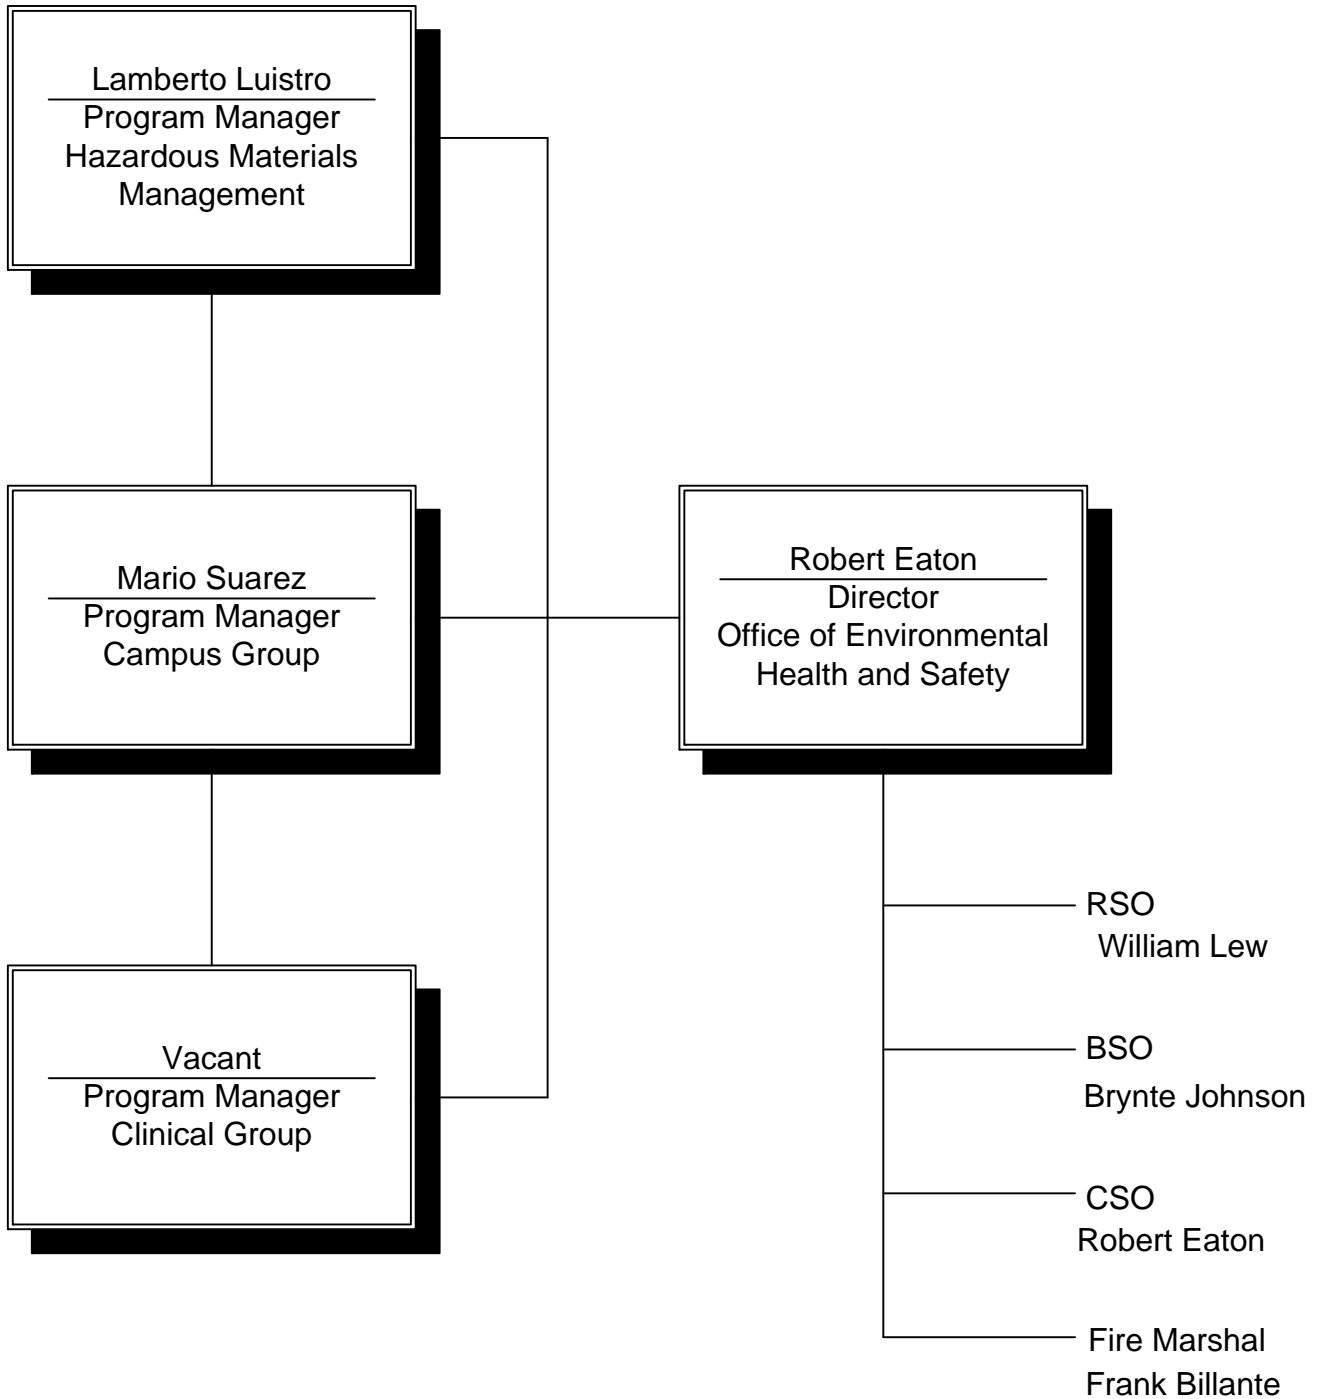 Lamberto Luistro
Program Manager
Hazardous Materials
Management
Mario Suarez
Program Manager
Campus Group
Robert Eaton
Director
Office of Environmental
Health and Safety
Vacant
Program Manager
Clinical Group
RSO
William Lew
BSO
Brynte Johnson
CSO
Robert Eaton
Fire Marshal
Frank Billante